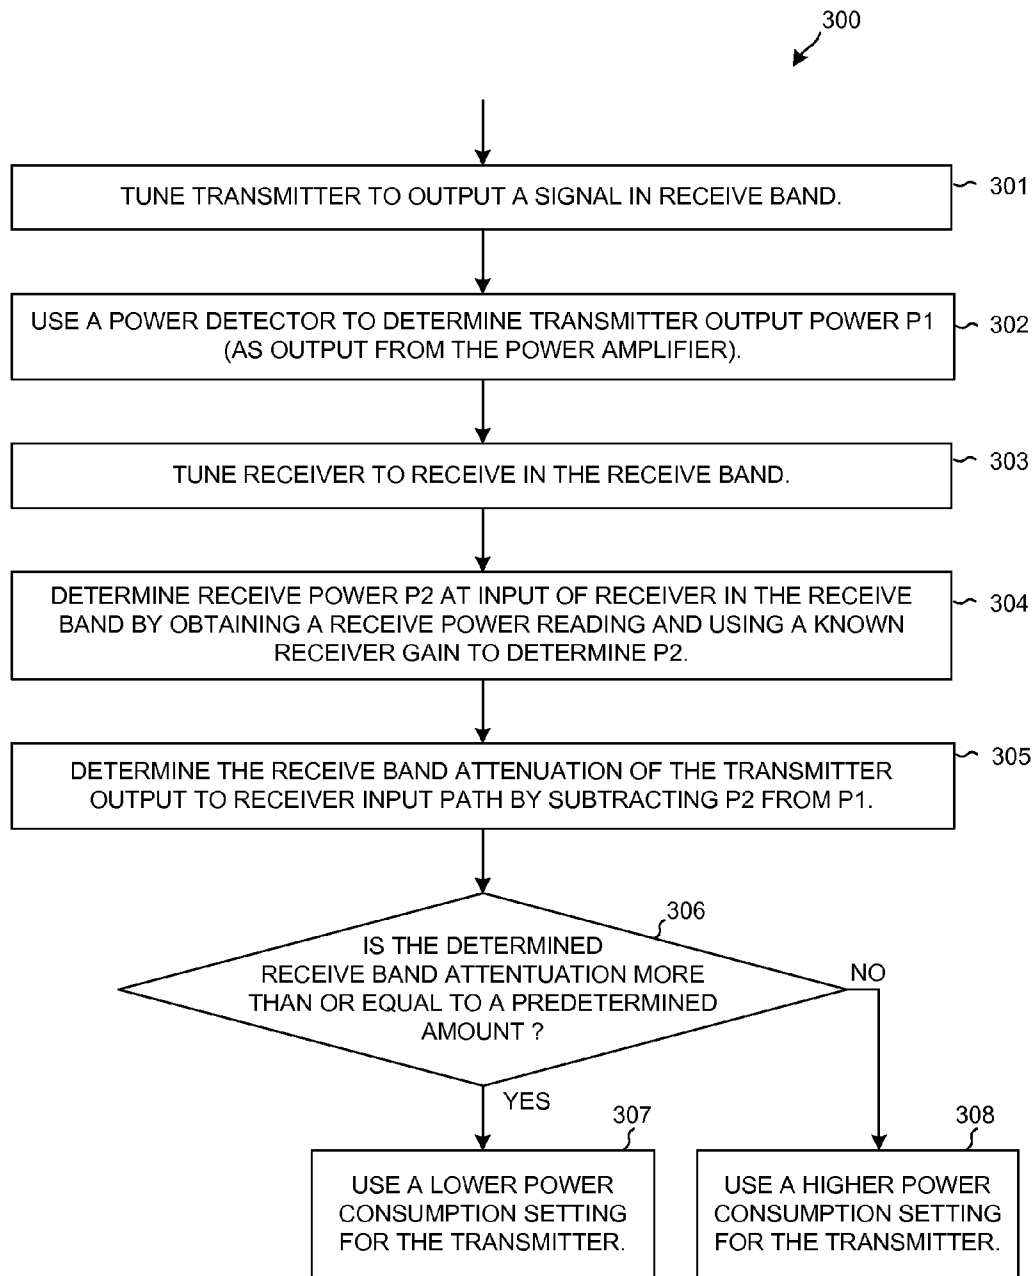 300
TUNE TRANSMITTER TO OUTPUT A SIGNAL IN RECEIVE BAND.
301
USE A POWER DETECTOR TO DETERMINE TRANSMITTER OUTPUT POWER P1
(AS OUTPUT FROM THE POWER AMPLIFIER).
302
TUNE RECEIVER TO RECEIVE IN THE RECEIVE BAND.
303
DETERMINE RECEIVE POWER P2 AT INPUT OF RECEIVER IN THE RECEIVE
BAND BY OBTAINING A RECEIVE POWER READING AND USING A KNOWN
RECEIVER GAIN TO DETERMINE P2.
304
DETERMINE THE RECEIVE BAND ATTENUATION OF THE TRANSMITTER
OUTPUT TO RECEIVER INPUT PATH BY SUBTRACTING P2 FROM P1.
305
306
IS THE DETERMINED
RECEIVE BAND ATTENTUATION MORE
THAN OR EQUAL TO A PREDETERMINED
AMOUNT ?
NO
YES
307
USE A LOWER POWER
CONSUMPTION SETTING
FOR THE TRANSMITTER.
308
USE A HIGHER POWER
CONSUMPTION SETTING
FOR THE TRANSMITTER.